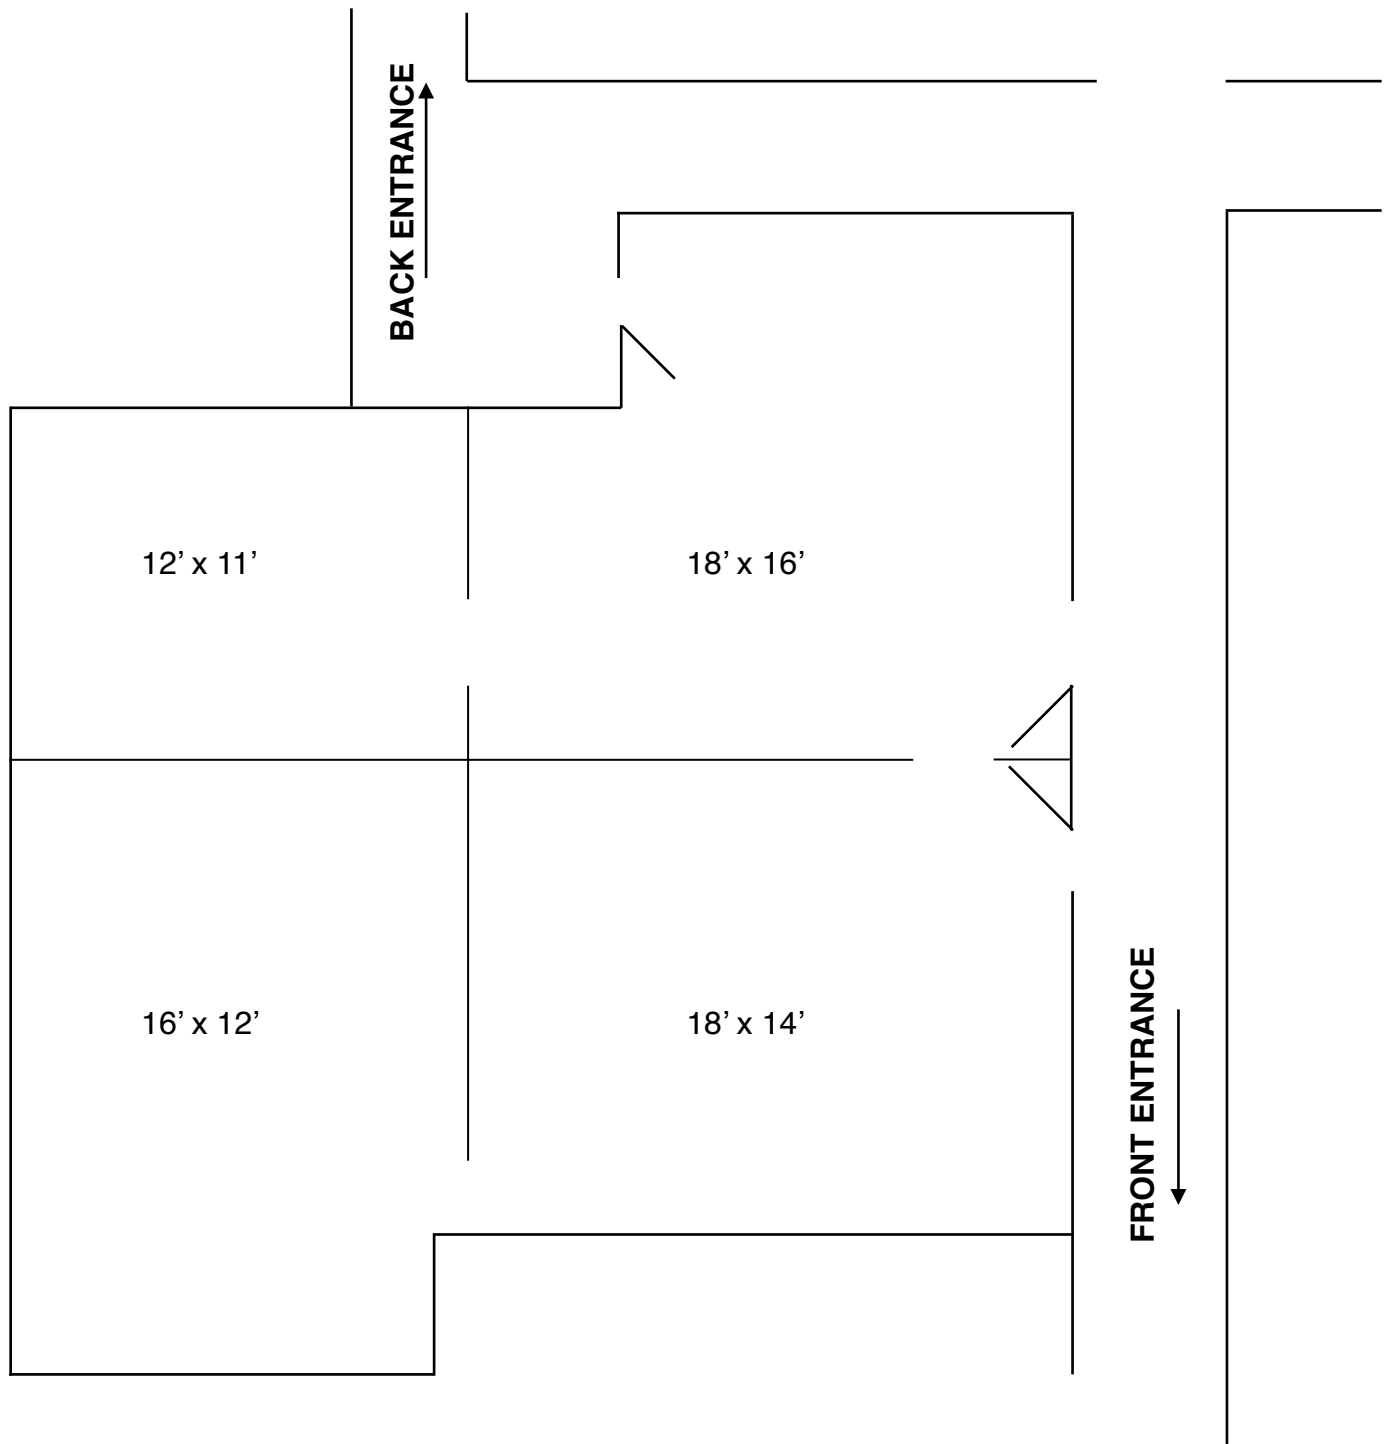 BACK ENTRANCE
12’ x 11’
18’ x 16’
16’ x 12’
18’ x 14’
FRONT ENTRANCE